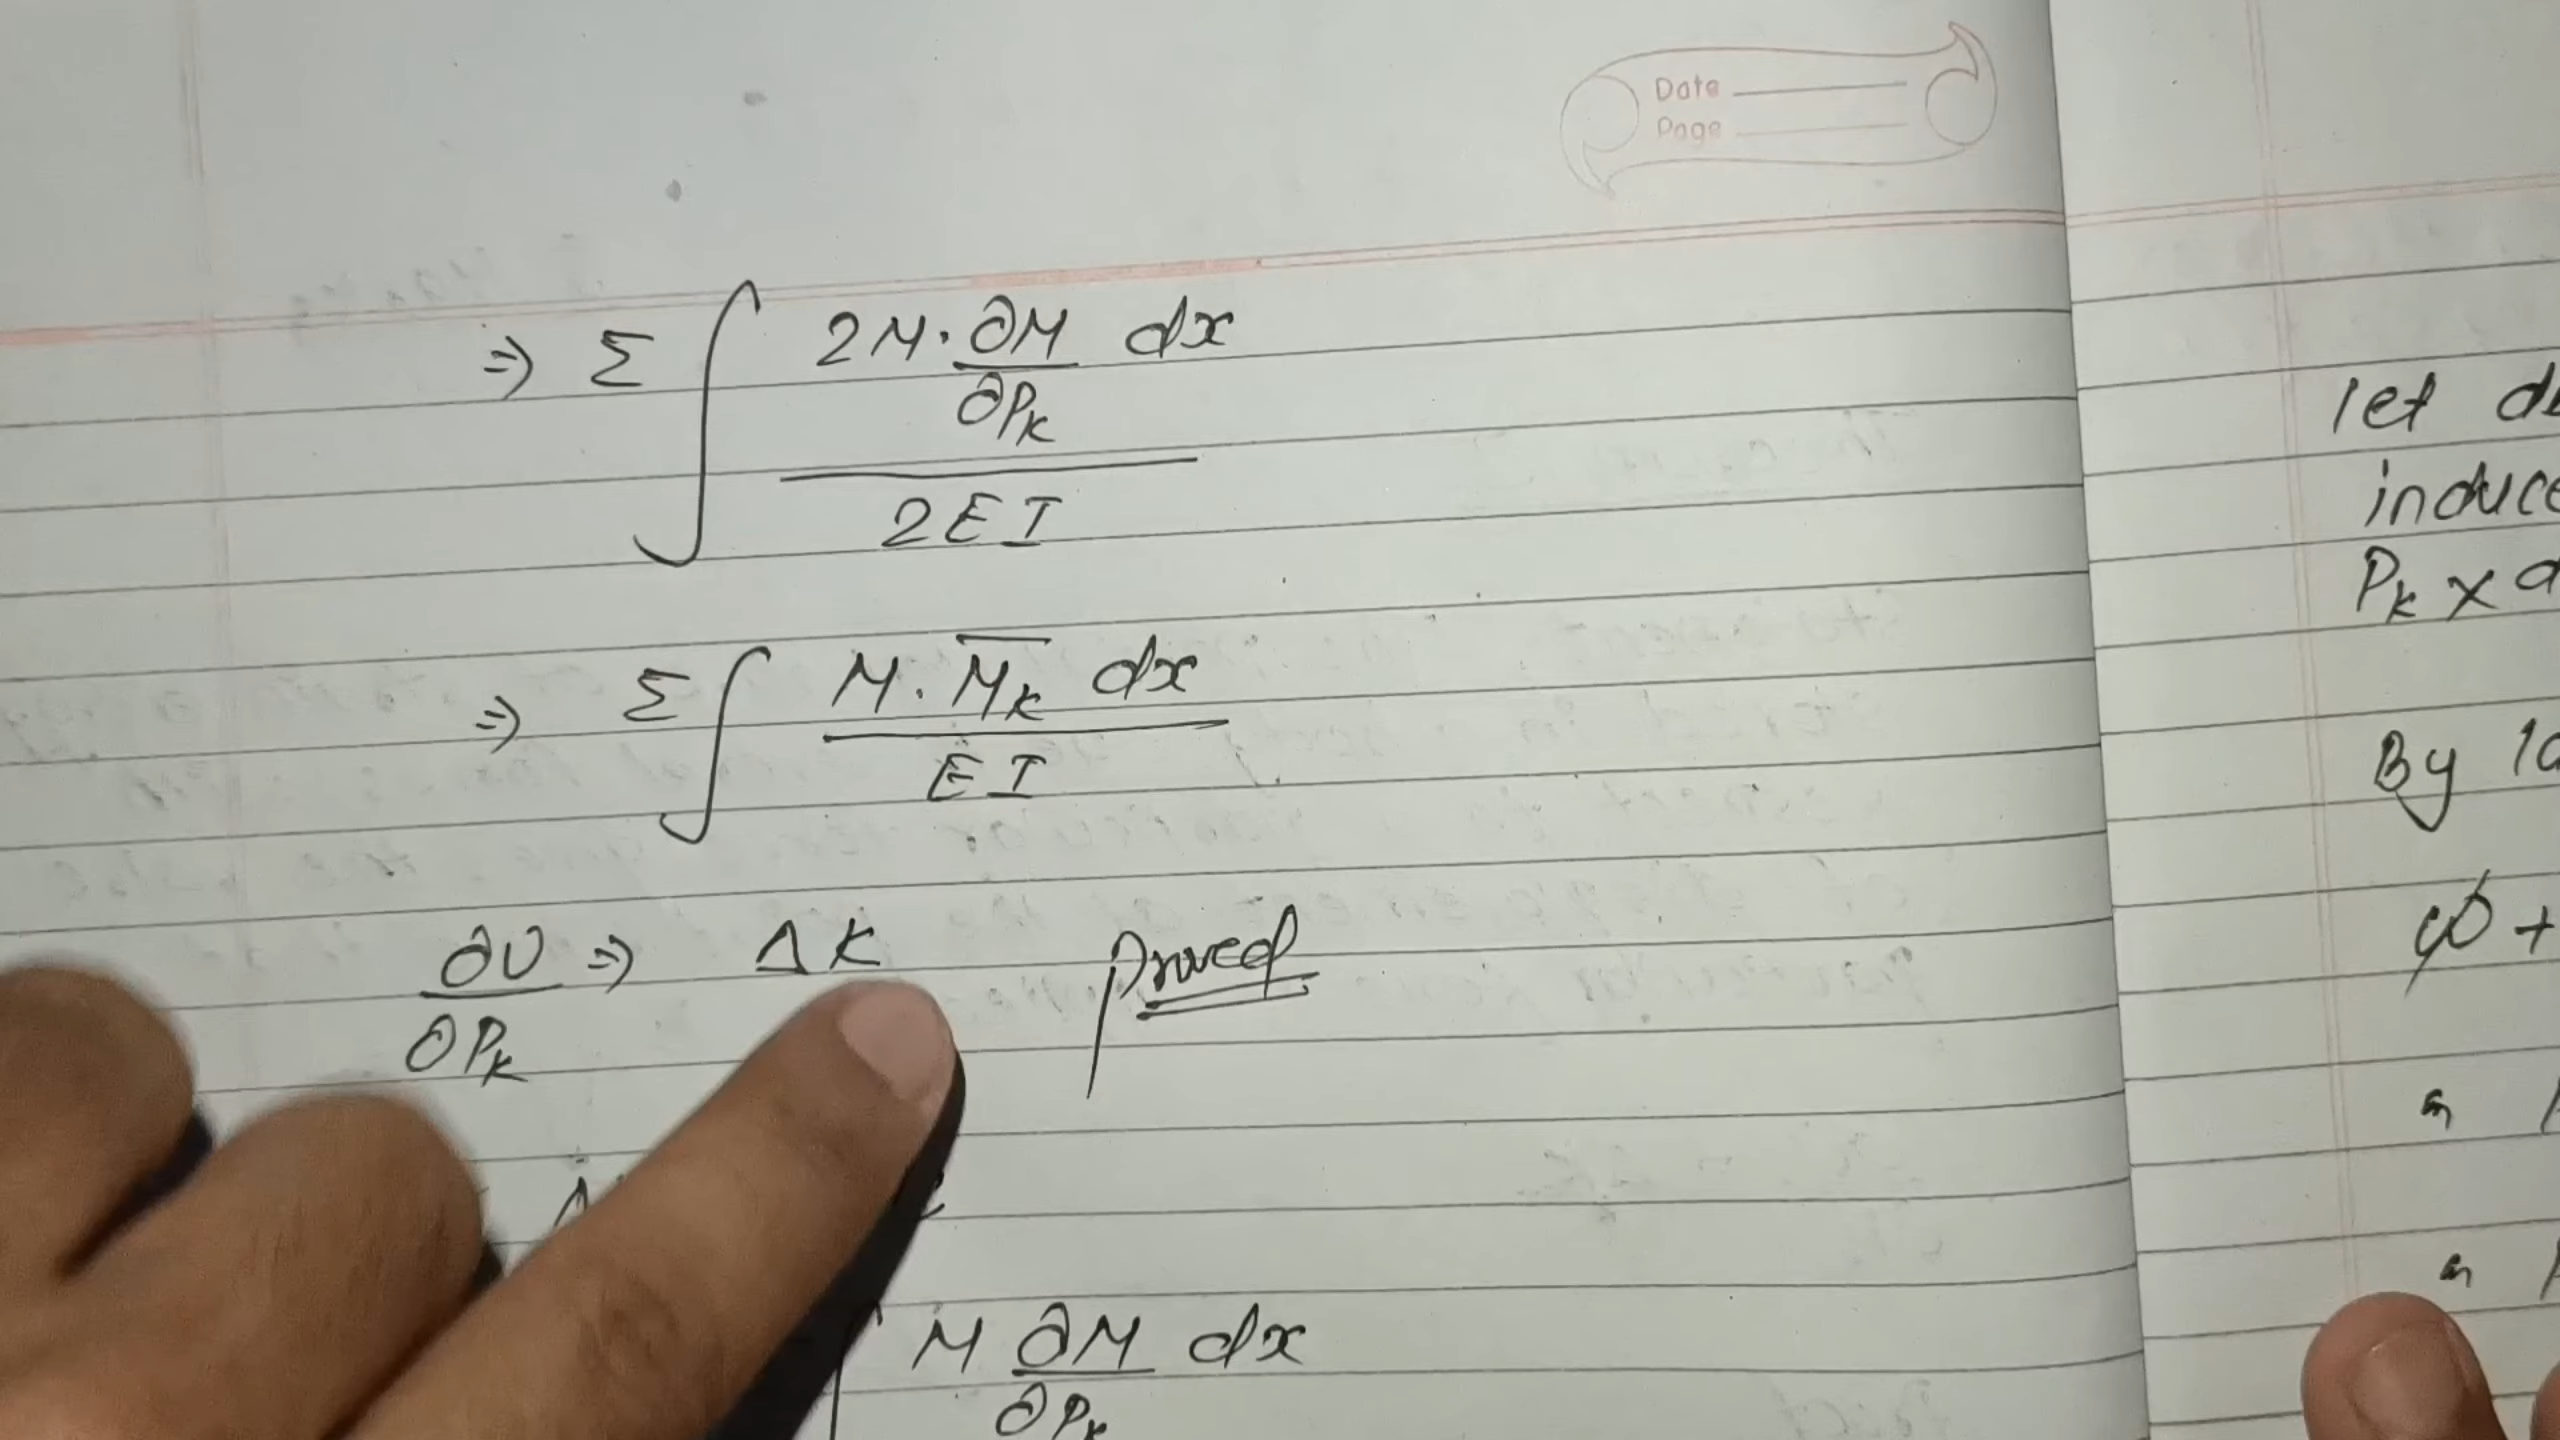 Date
Page
⇒ Σ ∫ 2M · ∂M/∂Pk dx / 2EI
⇒ Σ ∫ M · M̅k dx / EI
∂U/∂Pk ⇒ Δk Proved
M ∂M/∂Pk dx
let
induce
Pk ×
By